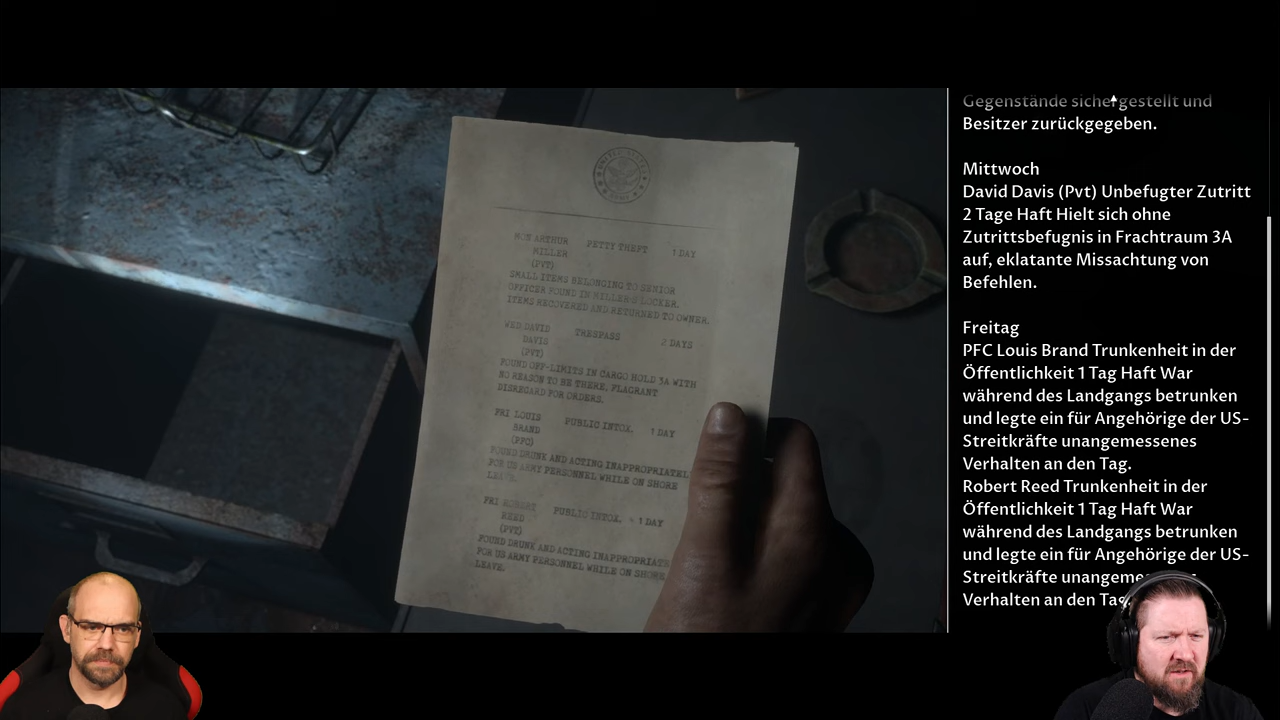 MON ARTHUR PETTY THEFT 1 DAY
MILLER
(PVT)
SMALL ITEMS BELONGING TO SENIOR
OFFICER FOUND IN MILLER'S LOCKER.
ITEMS RECOVERED AND RETURNED TO OWNER.
WED DAVID TRESPASS 2 DAYS
DAVIS
(PVT)
FOUND OFF-LIMITS IN CARGO HOLD 3A WITH
NO REASON TO BE THERE. FLAGRANT
DISREGARD FOR ORDERS.
FRI LOUIS PUBLIC INTOX. 1 DAY
BRAND
(PFC)
FOUND DRUNK AND ACTING INAPPROPRIATEL
FOR US ARMY PERSONNEL WHILE ON SHORE
LEAVE.
FRI ROBERT PUBLIC INTOX. 1 DAY
REED
(PVT)
FOUND DRUNK AND ACTING INAPPROPRIATE
FOR US ARMY PERSONNEL WHILE ON SHORE
LEAVE.
Gegenstände sichergestellt und
Besitzer zurückgegeben.
Mittwoch
David Davis (Pvt) Unbefugter Zutritt
2 Tage Haft Hielt sich ohne
Zutrittsbefugnis in Frachtraum 3A
auf, eklatante Missachtung von
Befehlen.
Freitag
PFC Louis Brand Trunkenheit in der
Öffentlichkeit 1 Tag Haft War
während des Landgangs betrunken
und legte ein für Angehörige der US-
Streitkräfte unangemessenes
Verhalten an den Tag.
Robert Reed Trunkenheit in der
Öffentlichkeit 1 Tag Haft War
während des Landgangs betrunken
und legte ein für Angehörige der US-
Streitkräfte
Verhalten an den Tag.